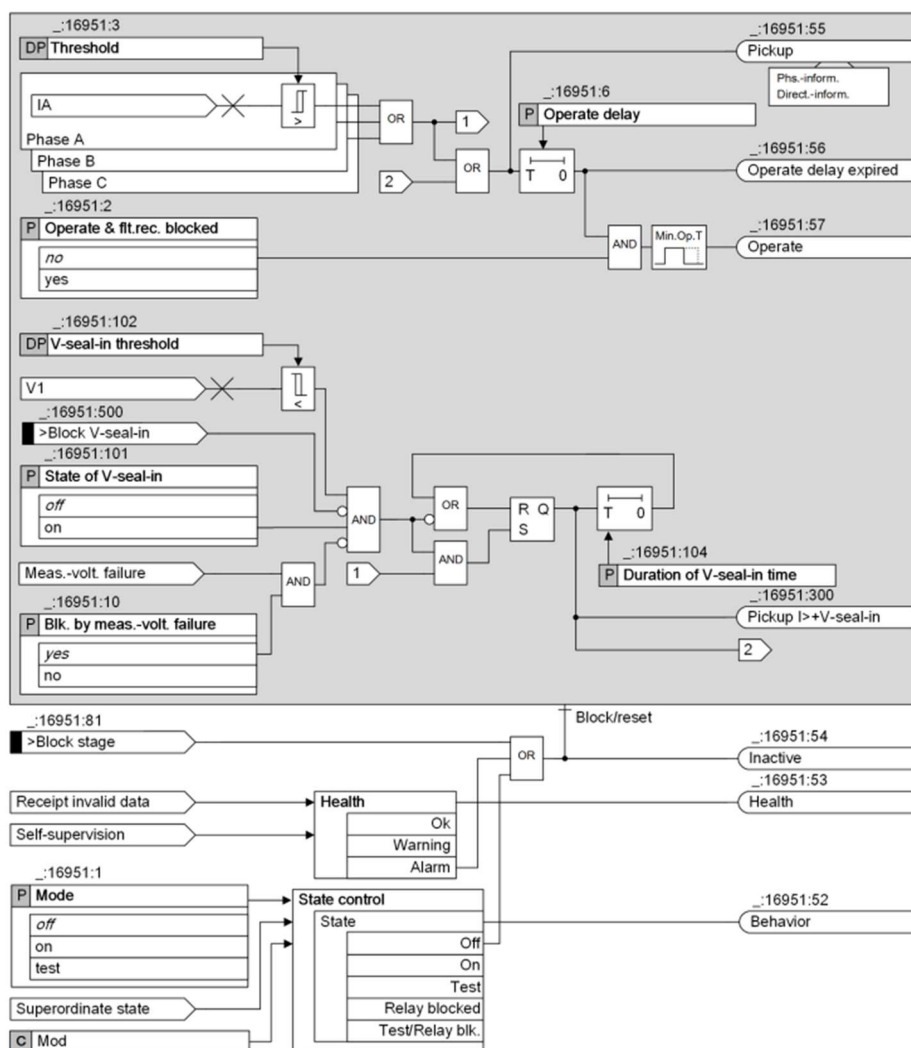 _:16951:3
DP Threshold
IA
>
Phase A
Phase B
Phase C
OR
1
2
OR
_:16951:55
Pickup
Phs.-inform.
Direct.-inform.
_:16951:6
P Operate delay
T 0
_:16951:56
Operate delay expired
_:16951:2
P Operate & flt.rec. blocked
no
yes
AND
Min.Op.T
_:16951:57
Operate
_:16951:102
DP V-seal-in threshold
V1
<
_:16951:500
>Block V-seal-in
_:16951:101
P State of V-seal-in
off
on
AND
OR
R Q
S
T 0
AND
1
_:16951:104
P Duration of V-seal-in time
Meas.-volt. failure
AND
_:16951:10
P Blk. by meas.-volt. failure
yes
no
_:16951:300
Pickup I>+V-seal-in
2
Block/reset
_:16951:81
>Block stage
OR
_:16951:54
Inactive
_:16951:53
Health
Receipt invalid data
Self-supervision
Health
Ok
Warning
Alarm
_:16951:1
P Mode
off
on
test
Superordinate state
C Mod
State control
State
Off
On
Test
Relay blocked
Test/Relay blk.
_:16951:52
Behavior